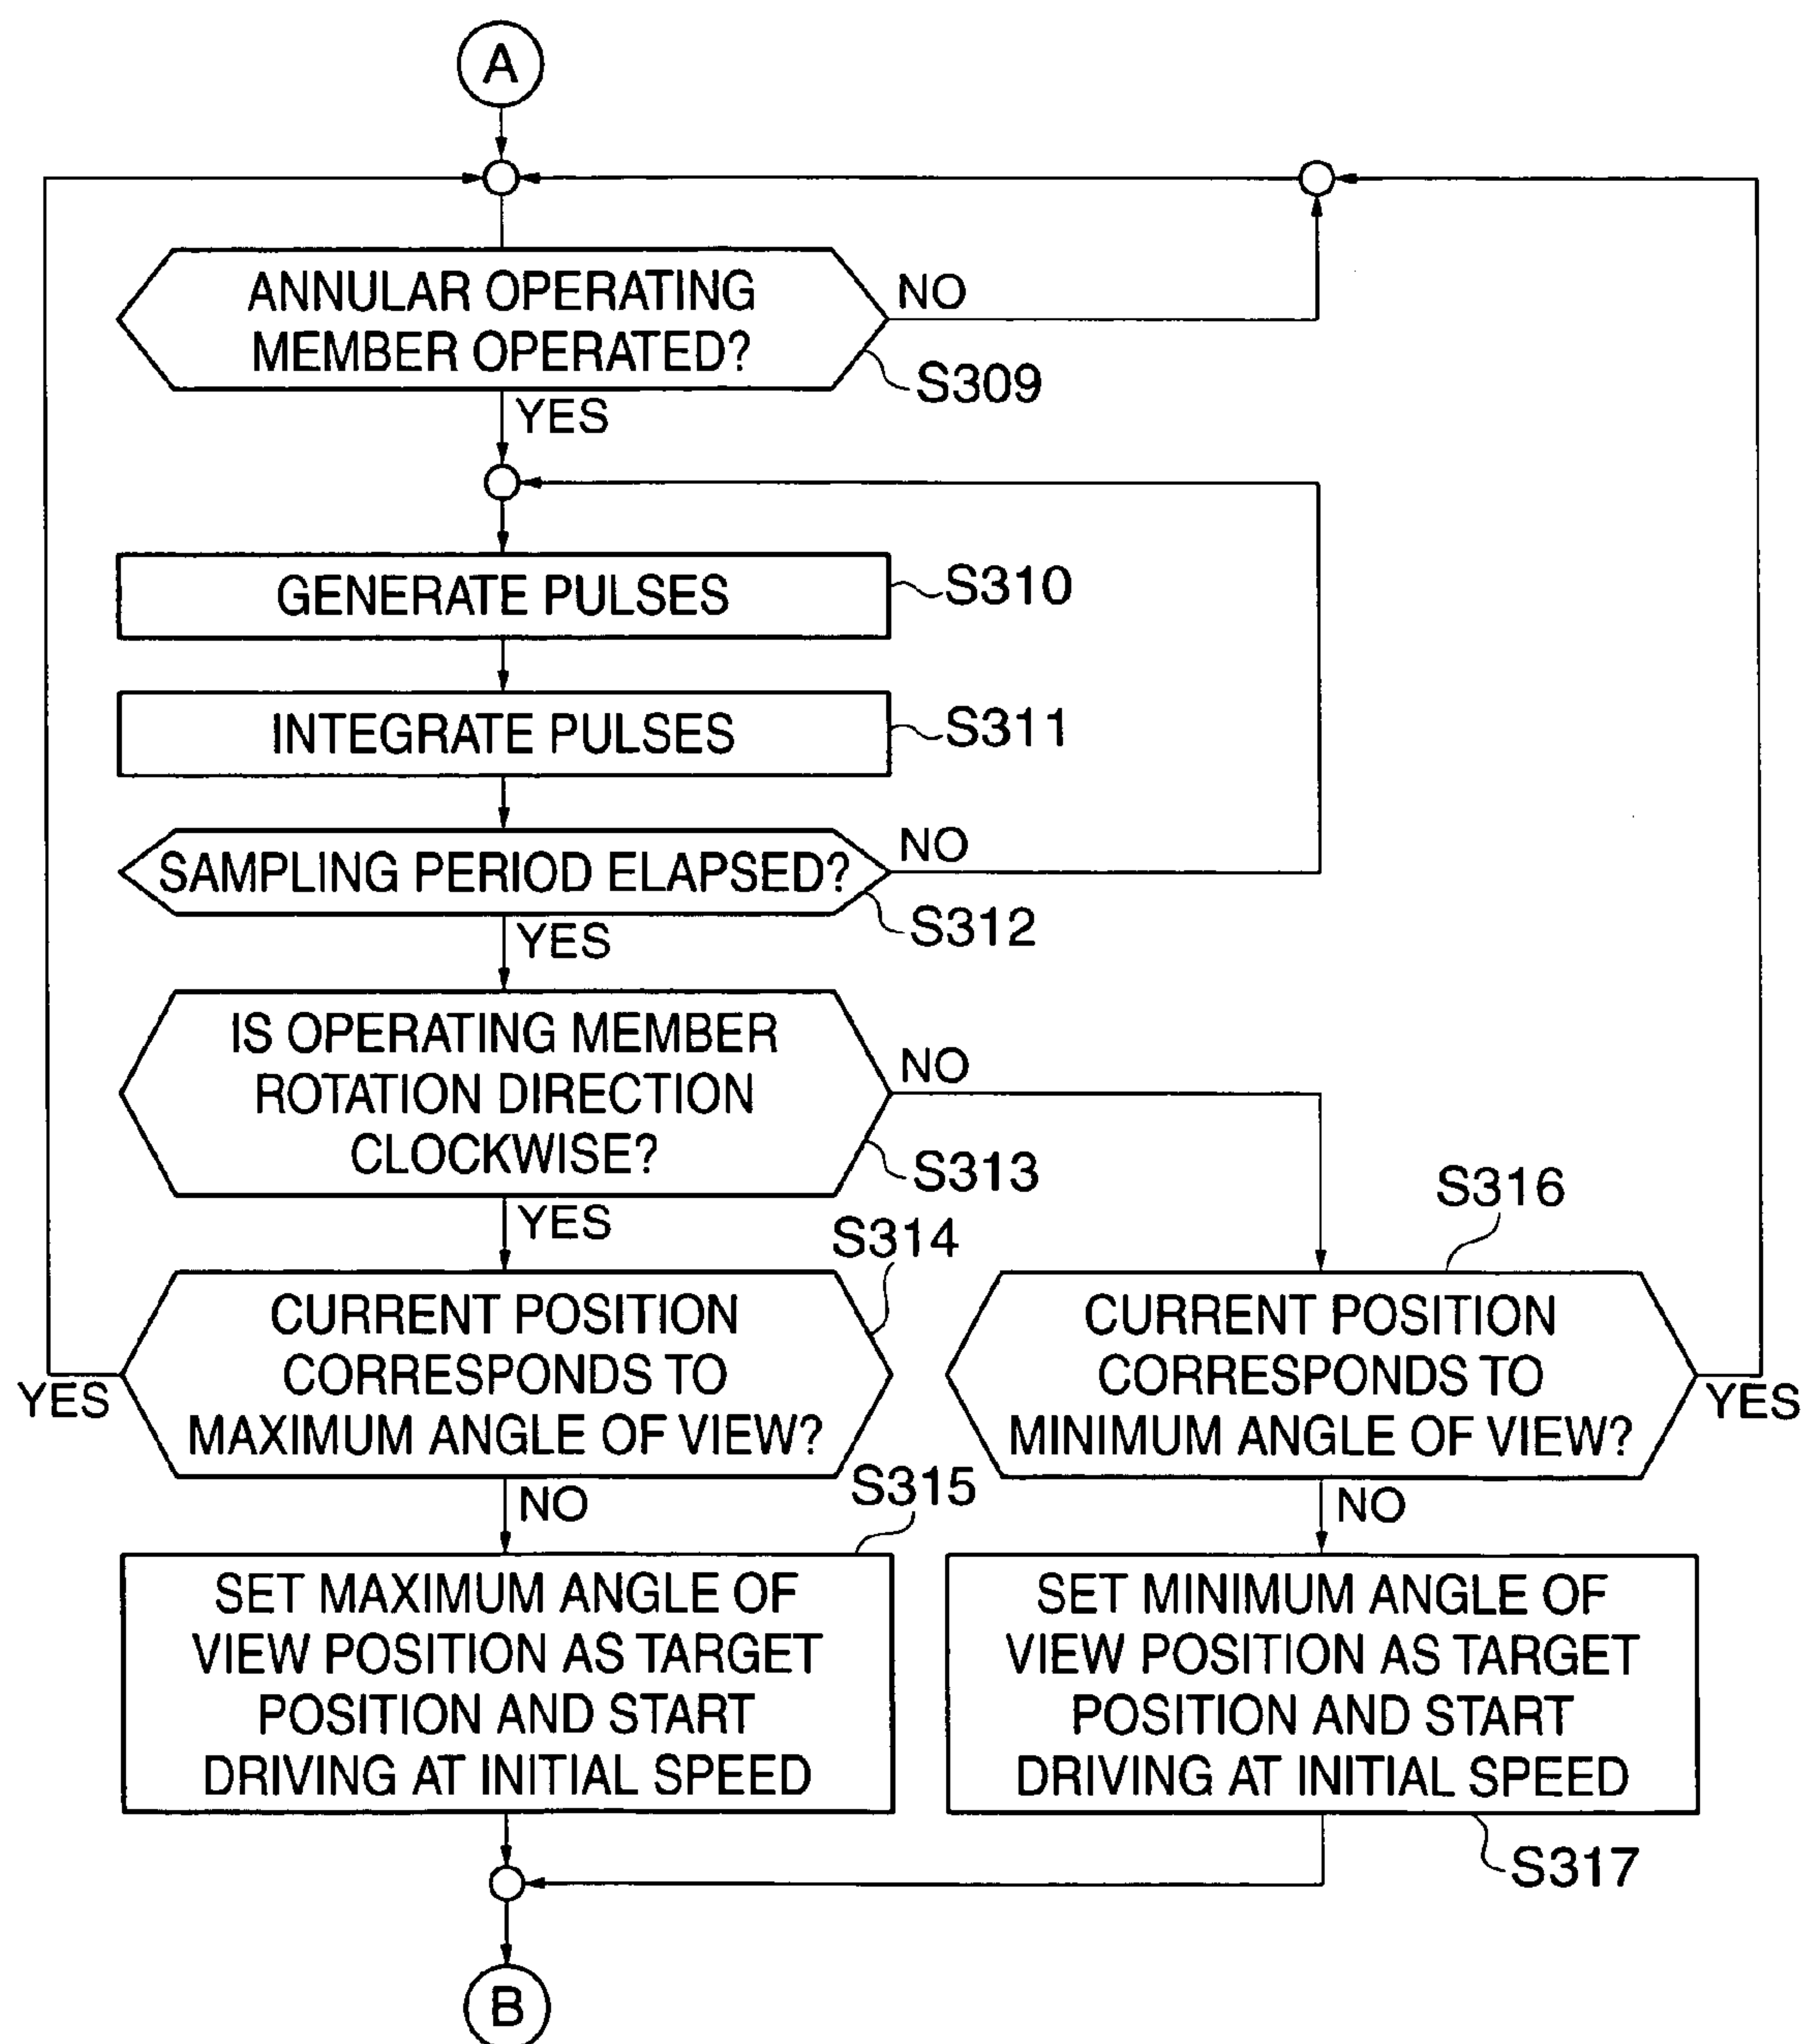 A
ANNULAR OPERATING
MEMBER OPERATED?
NO
S309
YES
GENERATE PULSES
S310
INTEGRATE PULSES
S311
SAMPLING PERIOD ELAPSED?
NO
S312
YES
IS OPERATING MEMBER
ROTATION DIRECTION
CLOCKWISE?
NO
S313
YES
S314
S316
CURRENT POSITION
CORRESPONDS TO
MAXIMUM ANGLE OF VIEW?
YES
NO
CURRENT POSITION
CORRESPONDS TO
MINIMUM ANGLE OF VIEW?
YES
NO
S315
SET MAXIMUM ANGLE OF
VIEW POSITION AS TARGET
POSITION AND START
DRIVING AT INITIAL SPEED
SET MINIMUM ANGLE OF
VIEW POSITION AS TARGET
POSITION AND START
DRIVING AT INITIAL SPEED
S317
B